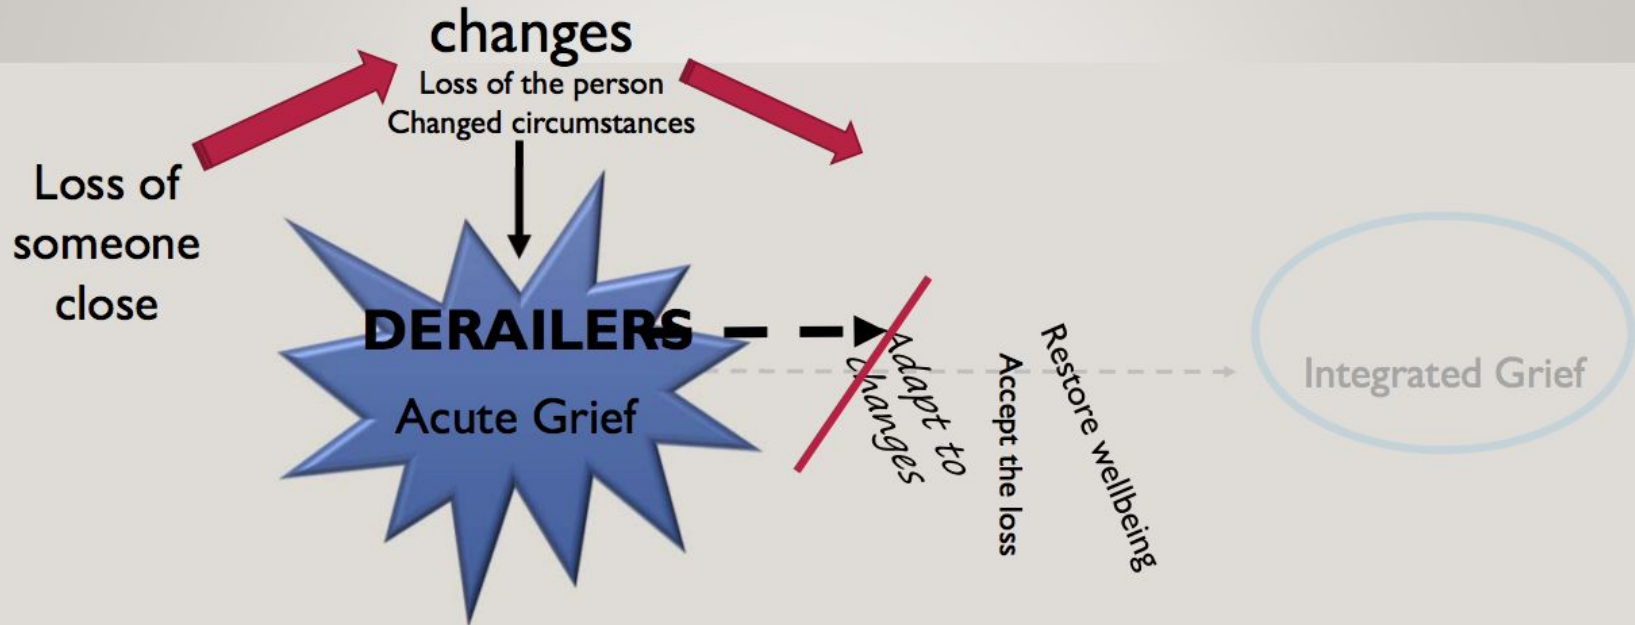 changes
Loss of the person
Changed circumstances
Loss of
someone
close
DERAILERS
Acute Grief
Adapt to
changes
Accept the loss
Restore wellbeing
Integrated Grief